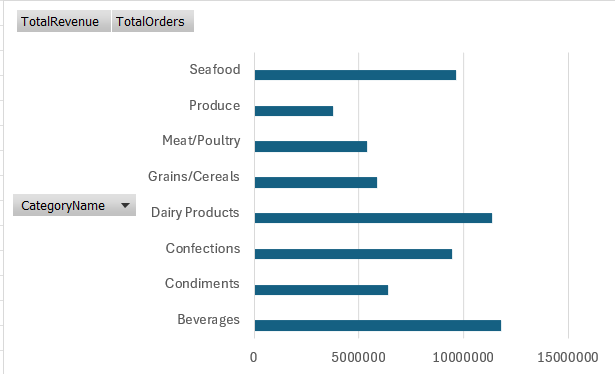 TotalRevenue TotalOrders
Seafood
Produce
Meat/Poultry
Grains/Cereals
CategoryName
Dairy Products
Confections
Condiments
Beverages
0 5000000 10000000 15000000